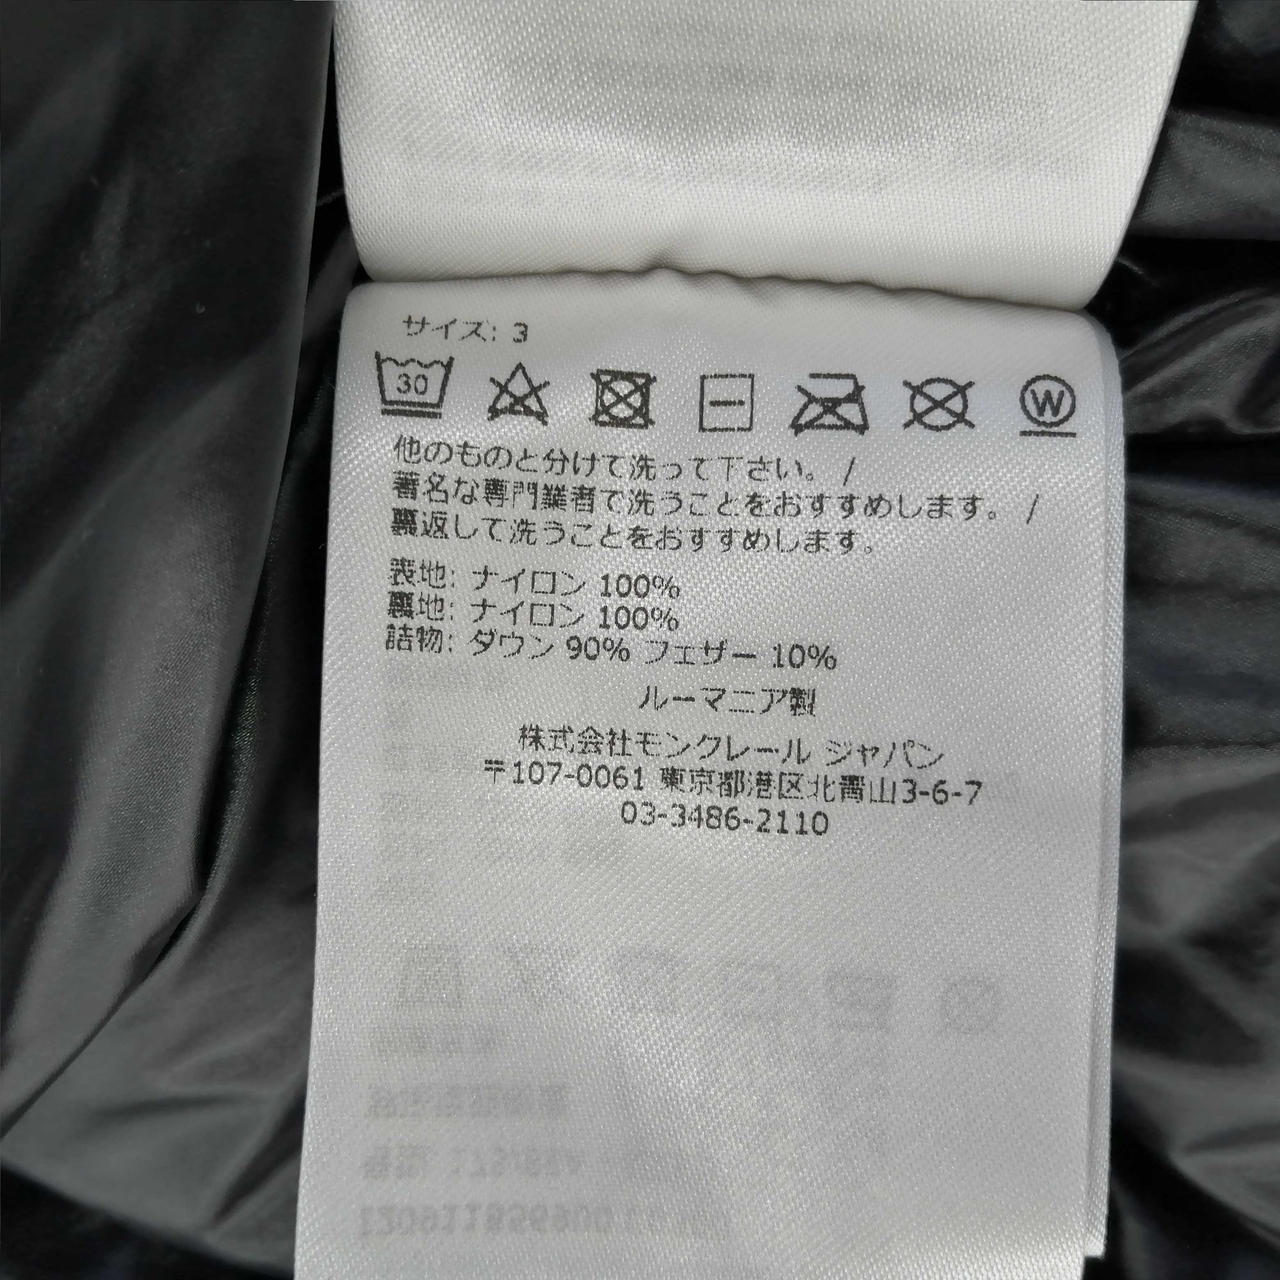 サイズ: 3
30
W
他のものと分けて洗って下さい。 /
著名な専門業者で洗うことをおすすめします。 /
裏返して洗うことをおすすめします。
表地: ナイロン 100%
裏地: ナイロン 100%
詰物: ダウン 90% フェザー 10%
ルーマニア製
株式会社モンクレール ジャパン
〒107-0061 東京都港区北青山3-6-7
03-3486-2110